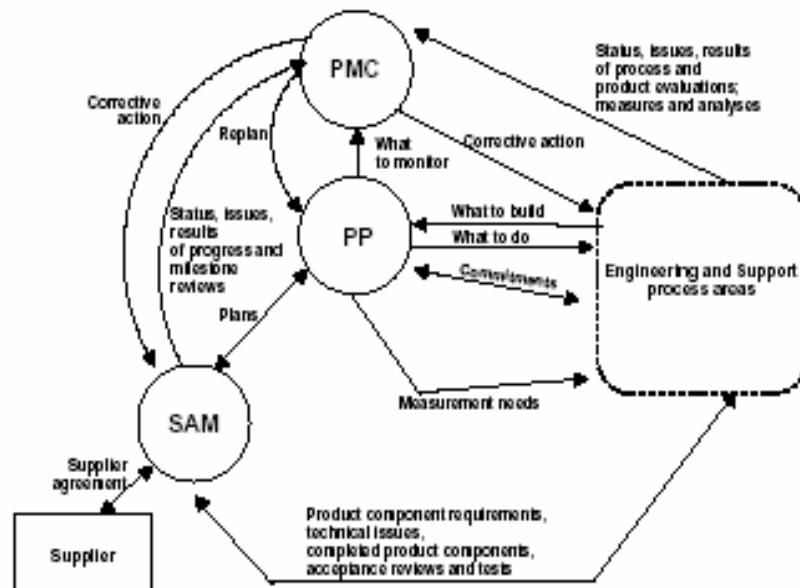 PMC
Status, issues, results
of process and
product evaluations;
measures and analyses
Corrective
action
Replan
What
to monitor
Corrective action
Status, issues,
results
of progress and
milestone
reviews
PP
What to build
What to do
Commitments
Engineering and Support
process areas
Plans
Measurement needs
SAM
Supplier
agreement
Supplier
Product component requirements,
technical issues,
completed product components,
acceptance reviews and tests